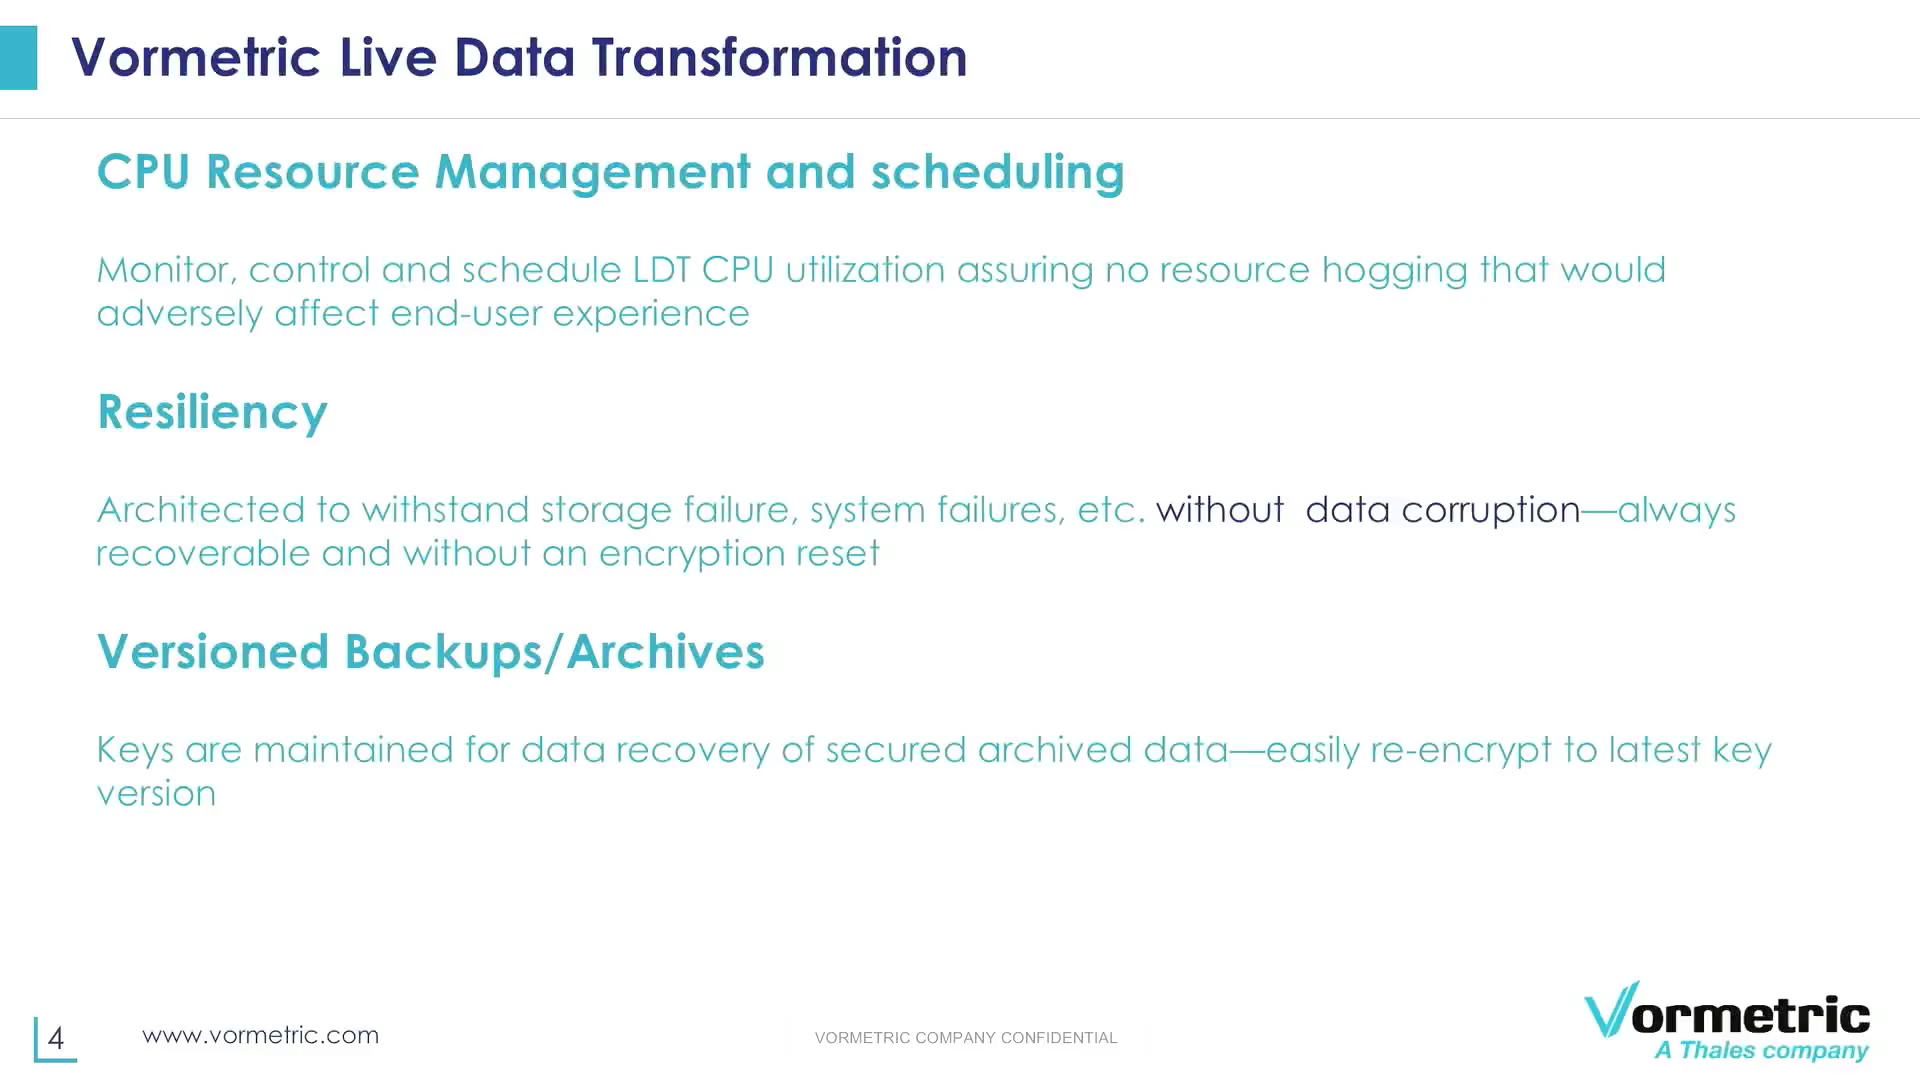 Vormetric Live Data Transformation
CPU Resource Management and scheduling
Monitor, control and schedule LDT CPU utilization assuring no resource hogging that would
adversely affect end-user experience
Resiliency
Architected to withstand storage failure, system failures, etc. without  data corruption—always
recoverable and without an encryption reset
Versioned Backups/Archives
Keys are maintained for data recovery of secured archived data—easily re-encrypt to latest key
version
4
www.vormetric.com
VORMETRIC COMPANY CONFIDENTIAL
Vormetric
A Thales company